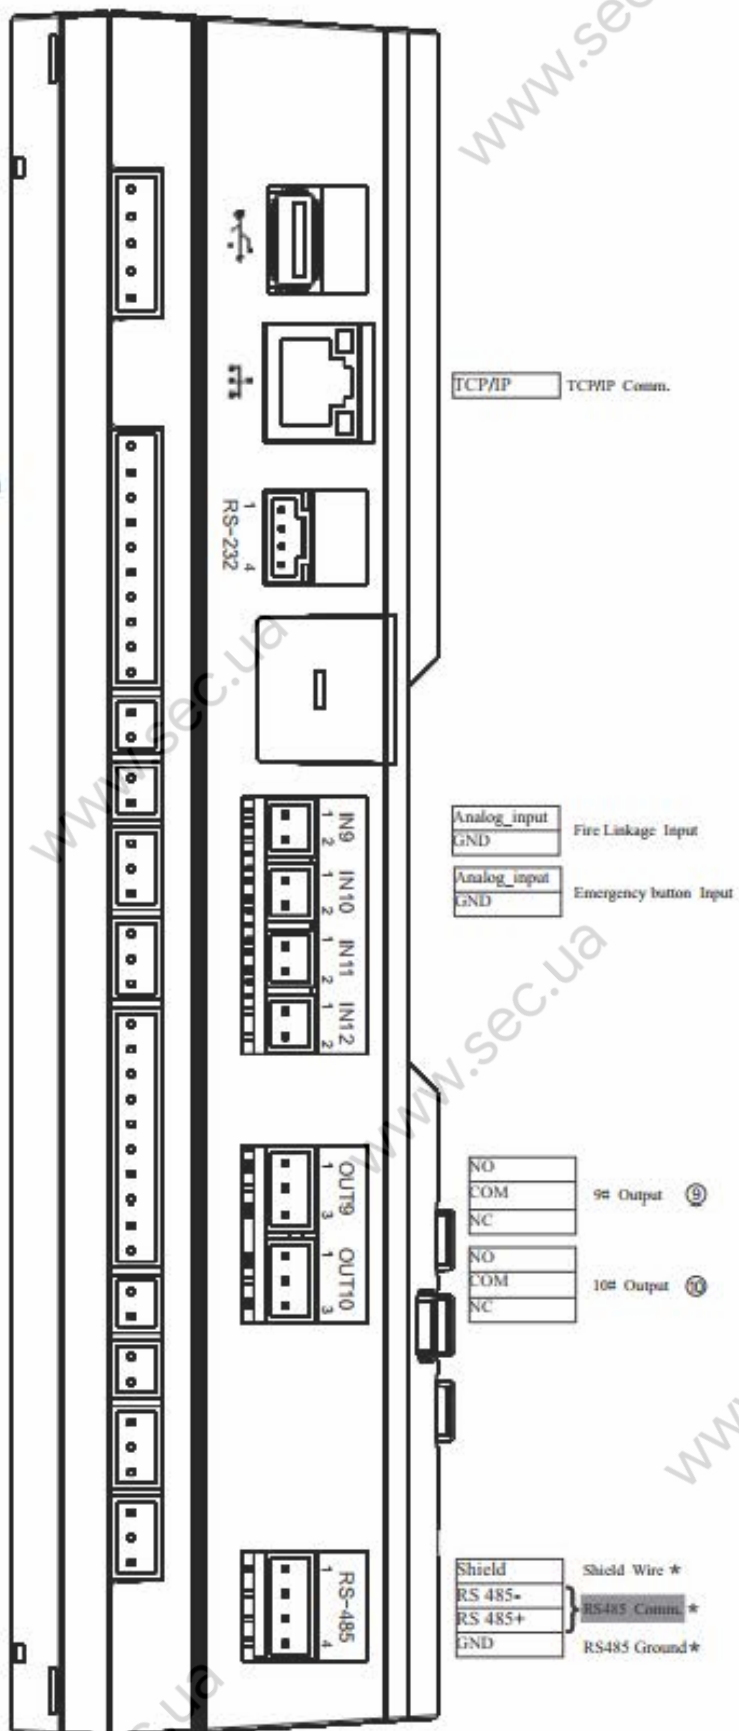 www.sec.ua
TCP/IP
TCP/IP Comm.
1
4
RS-232
www.sec.ua
1
2
IN9
1
2
IN10
1
2
IN11
1
2
IN12
Analog_input
GND
Fire Linkage Input
Analog_input
GND
Emergency button Input
www.sec.ua
1
3
OUT9
1
3
OUT10
NO
COM
NC
9# Output ⑨
NO
COM
NC
10# Output ⑩
1
4
RS-485
Shield
Shield Wire *
RS 485-
RS 485+
RS485 Comm. *
GND
RS485 Ground*